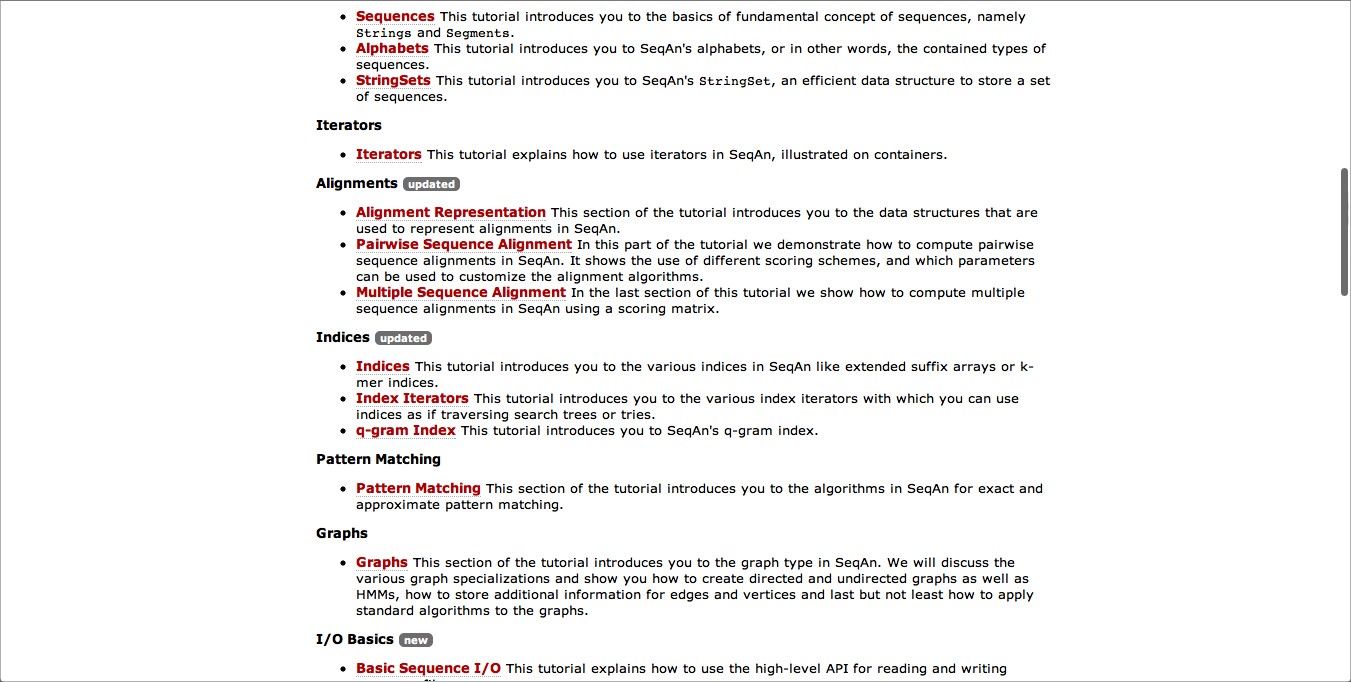 Sequences This tutorial introduces you to the basics of fundamental concept of sequences, namely
Strings and Segments.
Alphabets This tutorial introduces you to SeqAn's alphabets, or in other words, the contained types of
sequences.
StringSets This tutorial introduces you to SeqAn's StringSet, an efficient data structure to store a set
of sequences.
Iterators
Iterators This tutorial explains how to use iterators in SeqAn, illustrated on containers.
Alignments updated
Alignment Representation This section of the tutorial introduces you to the data structures that are
used to represent alignments in SeqAn.
Pairwise Sequence Alignment In this part of the tutorial we demonstrate how to compute pairwise
sequence alignments in SeqAn. It shows the use of different scoring schemes, and which parameters
can be used to customize the alignment algorithms.
Multiple Sequence Alignment In the last section of this tutorial we show how to compute multiple
sequence alignments in SeqAn using a scoring matrix.
Indices updated
Indices This tutorial introduces you to the various indices in SeqAn like extended suffix arrays or k-
mer indices.
Index Iterators This tutorial introduces you to the various index iterators with which you can use
indices as if traversing search trees or tries.
q-gram Index This tutorial introduces you to SeqAn's q-gram index.
Pattern Matching
Pattern Matching This section of the tutorial introduces you to the algorithms in SeqAn for exact and
approximate pattern matching.
Graphs
Graphs This section of the tutorial introduces you to the graph type in SeqAn. We will discuss the
various graph specializations and show you how to create directed and undirected graphs as well as
HMMs, how to store additional information for edges and vertices and last but not least how to apply
standard algorithms to the graphs.
I/O Basics new
Basic Sequence I/O This tutorial explains how to use the high-level API for reading and writing